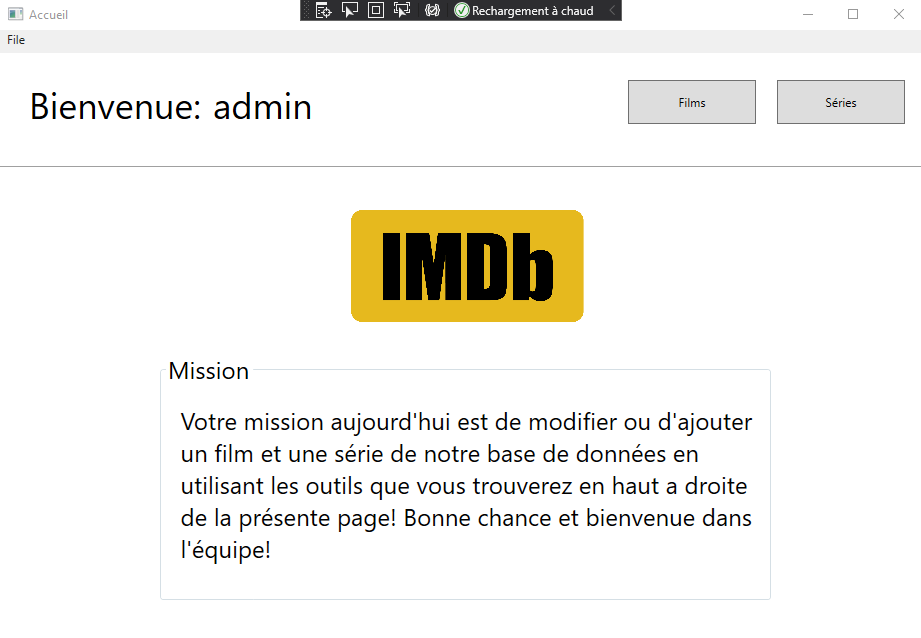 Accueil
Rechargement à chaud
File
Bienvenue: admin
Films
Séries
IMDb
Mission
Votre mission aujourd'hui est de modifier ou d'ajouter
un film et une série de notre base de données en
utilisant les outils que vous trouverez en haut a droite
de la présente page! Bonne chance et bienvenue dans
l'équipe!